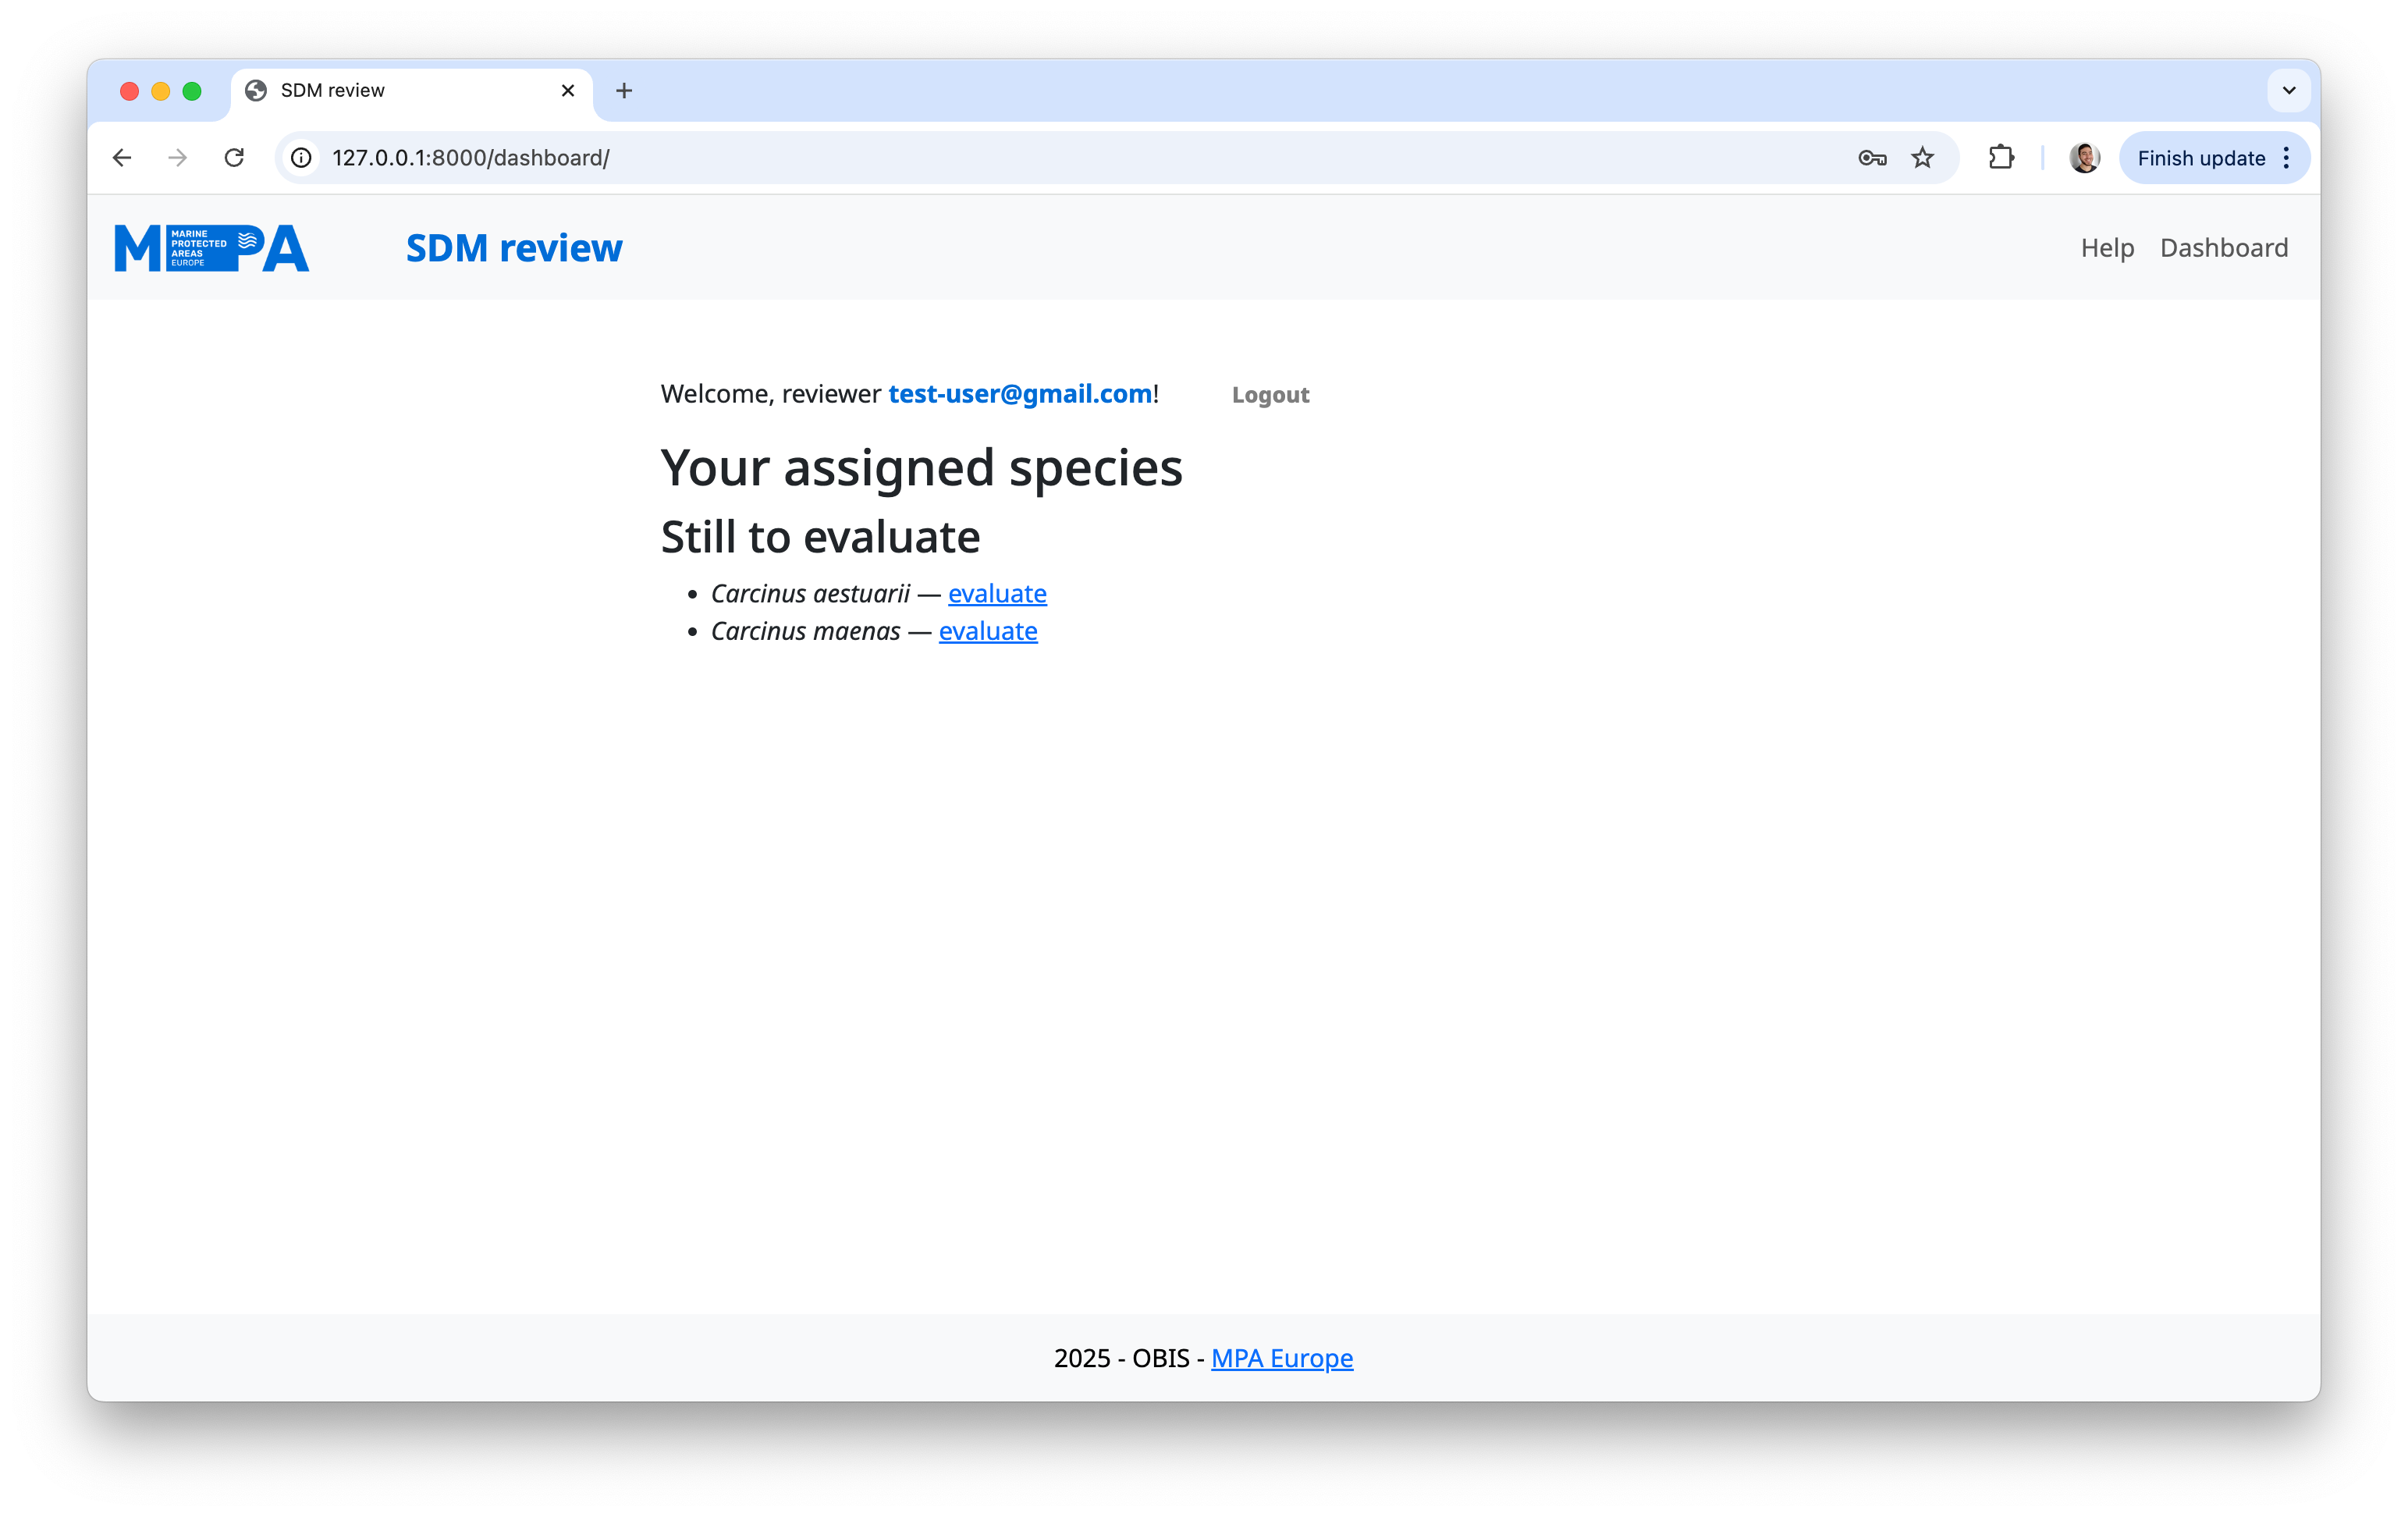 SDM review
127.0.0.1:8000/dashboard/
Finish update
M PA
MARINE
PROTECTED
AREAS
EUROPE
SDM review
Help
Dashboard
Welcome, reviewer test-user@gmail.com!
Logout
Your assigned species
Still to evaluate
Carcinus aestuarii — evaluate
Carcinus maenas — evaluate
2025 - OBIS - MPA Europe